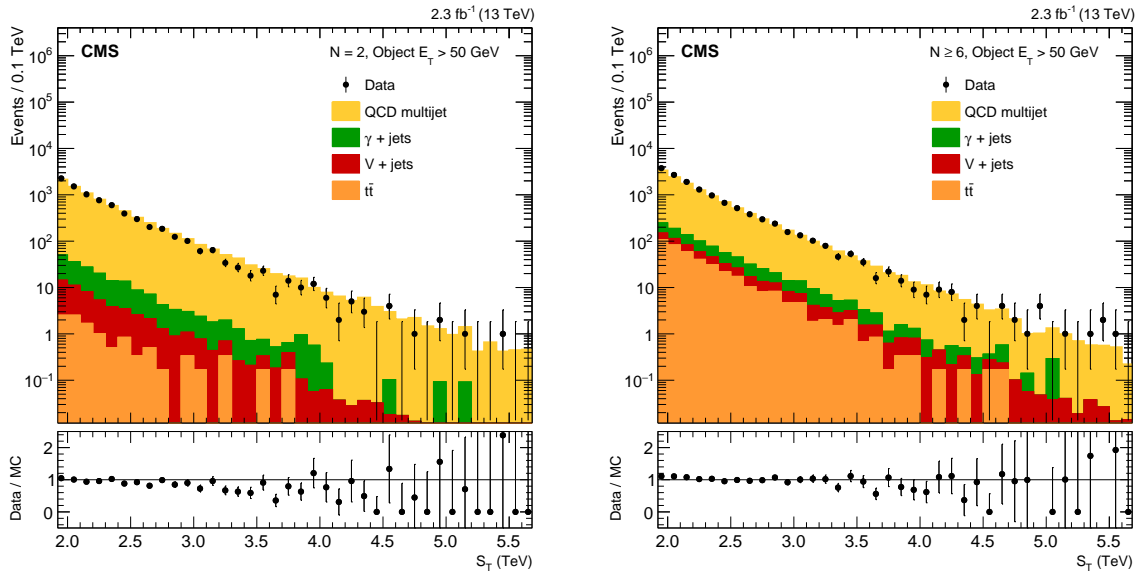 2.3 fb⁻¹ (13 TeV)
CMS
N = 2, Object E_T > 50 GeV
Data
QCD multijet
γ + jets
V + jets
tt̄
Events / 0.1 TeV
10⁶
10⁵
10⁴
10³
10²
10
1
10⁻¹
Data / MC
2
1
0
2.0 2.5 3.0 3.5 4.0 4.5 5.0 5.5
S_T (TeV)
2.3 fb⁻¹ (13 TeV)
CMS
N ≥ 6, Object E_T > 50 GeV
Data
QCD multijet
γ + jets
V + jets
tt̄
Events / 0.1 TeV
10⁶
10⁵
10⁴
10³
10²
10
1
10⁻¹
Data / MC
2
1
0
2.0 2.5 3.0 3.5 4.0 4.5 5.0 5.5
S_T (TeV)